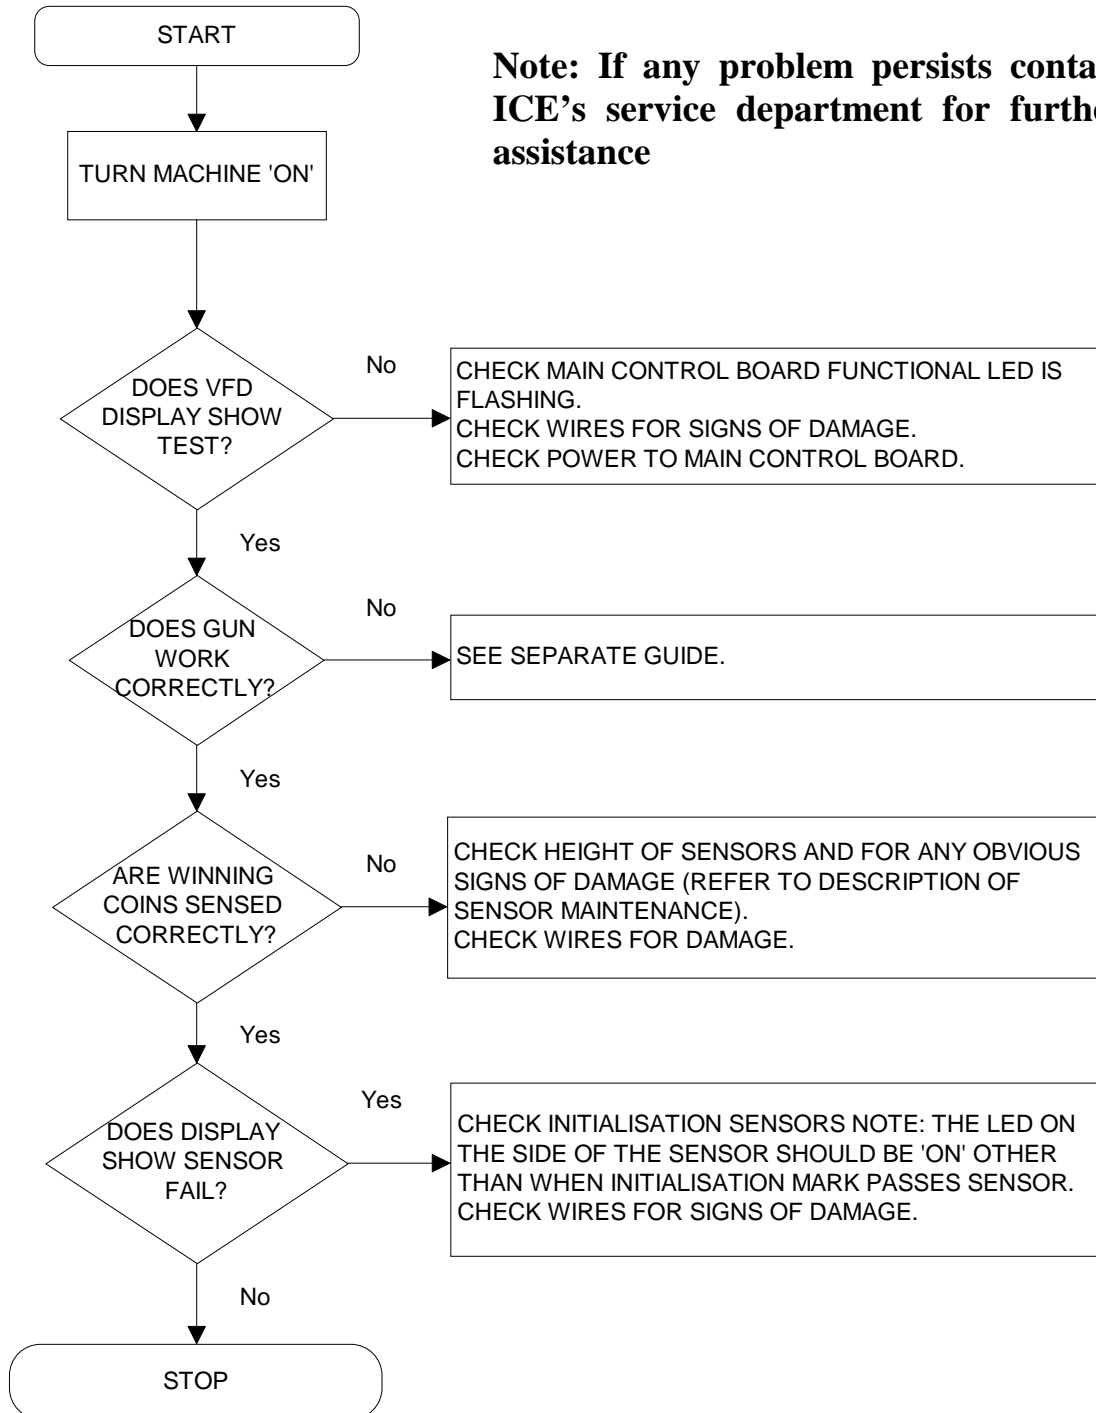 START
Note: If any problem persists conta
ICE's service department for furthe
assistance
TURN MACHINE 'ON'
DOES VFD
DISPLAY SHOW
TEST?
No
CHECK MAIN CONTROL BOARD FUNCTIONAL LED IS
FLASHING.
CHECK WIRES FOR SIGNS OF DAMAGE.
CHECK POWER TO MAIN CONTROL BOARD.
Yes
DOES GUN
WORK
CORRECTLY?
No
SEE SEPARATE GUIDE.
Yes
ARE WINNING
COINS SENSED
CORRECTLY?
No
CHECK HEIGHT OF SENSORS AND FOR ANY OBVIOUS
SIGNS OF DAMAGE (REFER TO DESCRIPTION OF
SENSOR MAINTENANCE).
CHECK WIRES FOR DAMAGE.
Yes
DOES DISPLAY
SHOW SENSOR
FAIL?
Yes
CHECK INITIALISATION SENSORS NOTE: THE LED ON
THE SIDE OF THE SENSOR SHOULD BE 'ON' OTHER
THAN WHEN INITIALISATION MARK PASSES SENSOR.
CHECK WIRES FOR SIGNS OF DAMAGE.
No
STOP